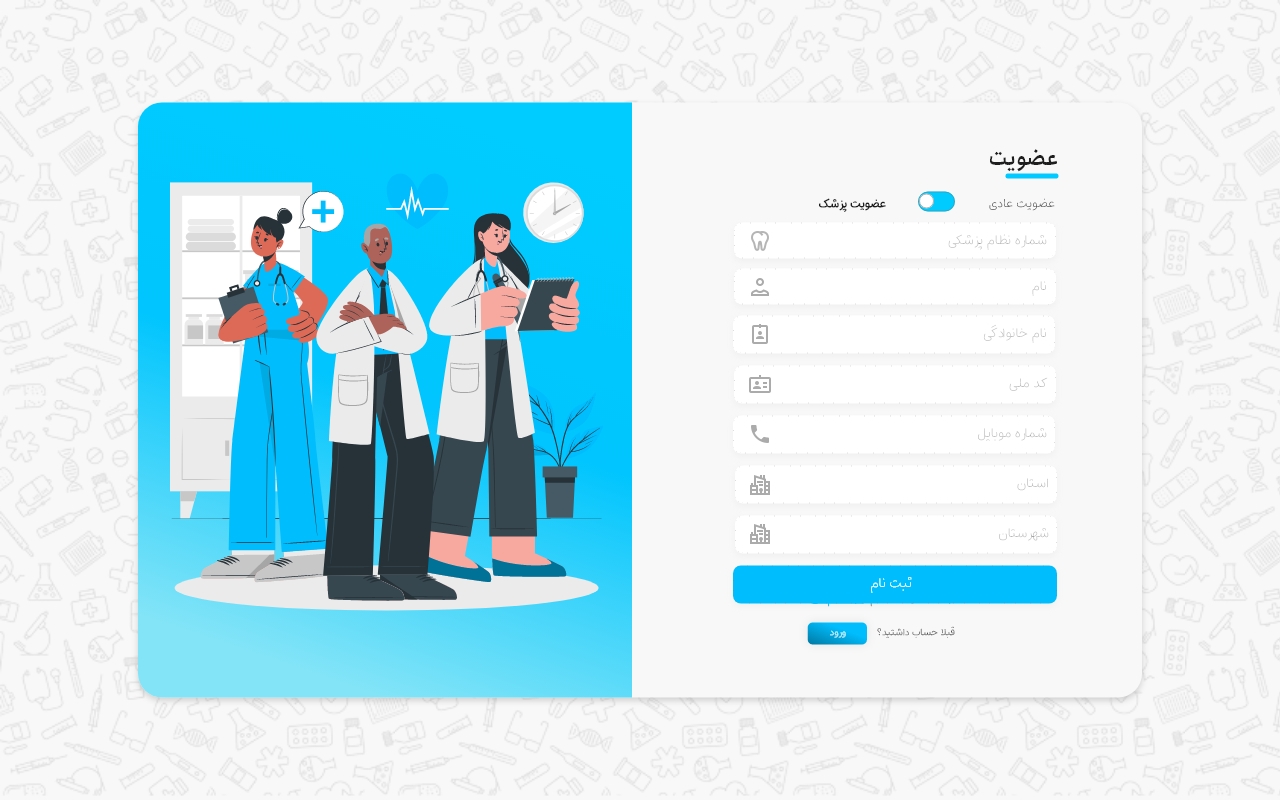 عضویت
عضویت عادی
عضویت پزشک
شماره نظام پزشکی
نام
نام خانوادگی
کد ملی
شماره موبایل
استان
شهرستان
ثبت نام
قبلا حساب داشتید؟
ورود